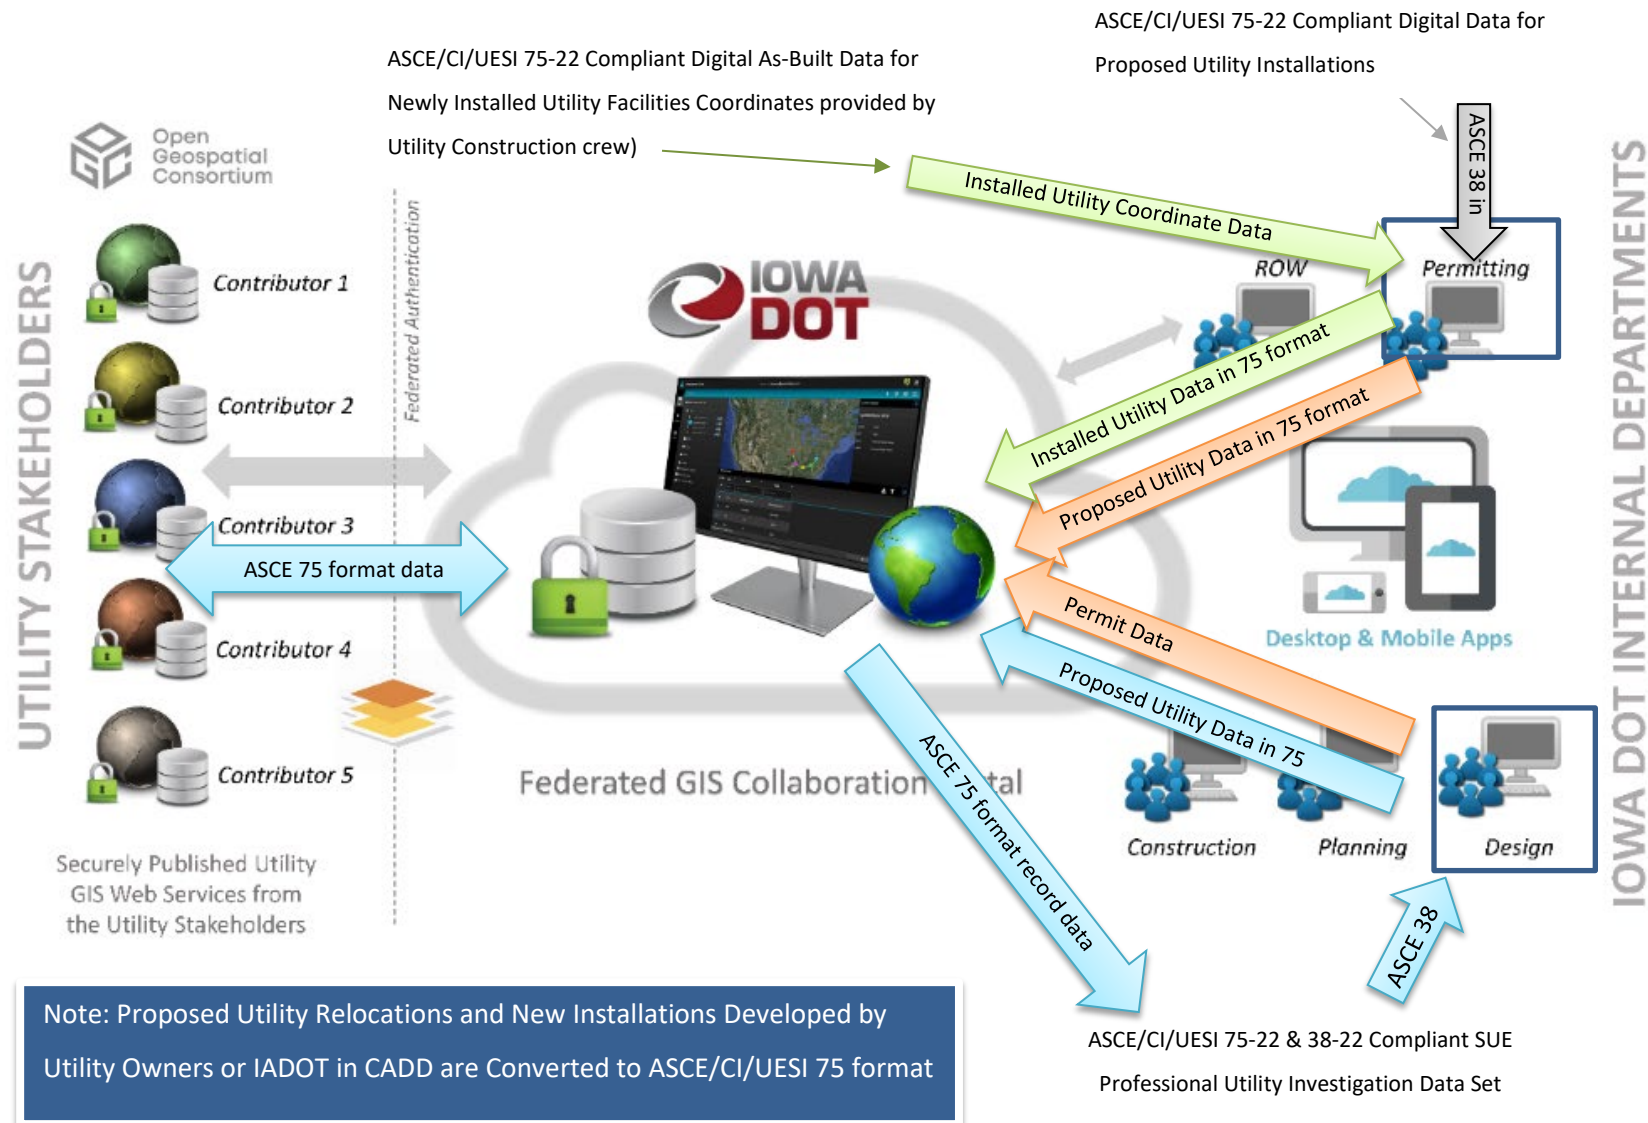 ASCE/CI/UESI 75-22 Compliant Digital Data for
Proposed Utility Installations
ASCE/CI/UESI 75-22 Compliant Digital As-Built Data for
Newly Installed Utility Facilities Coordinates provided by
Utility Construction crew)
Open
Geospatial
Consortium
UTILITY STAKEHOLDERS
Contributor 1
Contributor 2
Contributor 3
Contributor 4
Contributor 5
Federated Authentication
ASCE 75 format data
Securely Published Utility
GIS Web Services from
the Utility Stakeholders
IOWA
DOT
Installed Utility Coordinate Data
ASCE 38 in
ROW
Permitting
Installed Utility Data in 75 format
Proposed Utility Data in 75 format
Desktop & Mobile Apps
Permit Data
Proposed Utility Data in 75
Federated GIS Collaboration
tal
ASCE 75 format record data
Construction
Planning
Design
ASCE 38
IOWA DOT INTERNAL DEPARTMENTS
ASCE/CI/UESI 75-22 & 38-22 Compliant SUE
Professional Utility Investigation Data Set
Note: Proposed Utility Relocations and New Installations Developed by
Utility Owners or IADOT in CADD are Converted to ASCE/CI/UESI 75 format